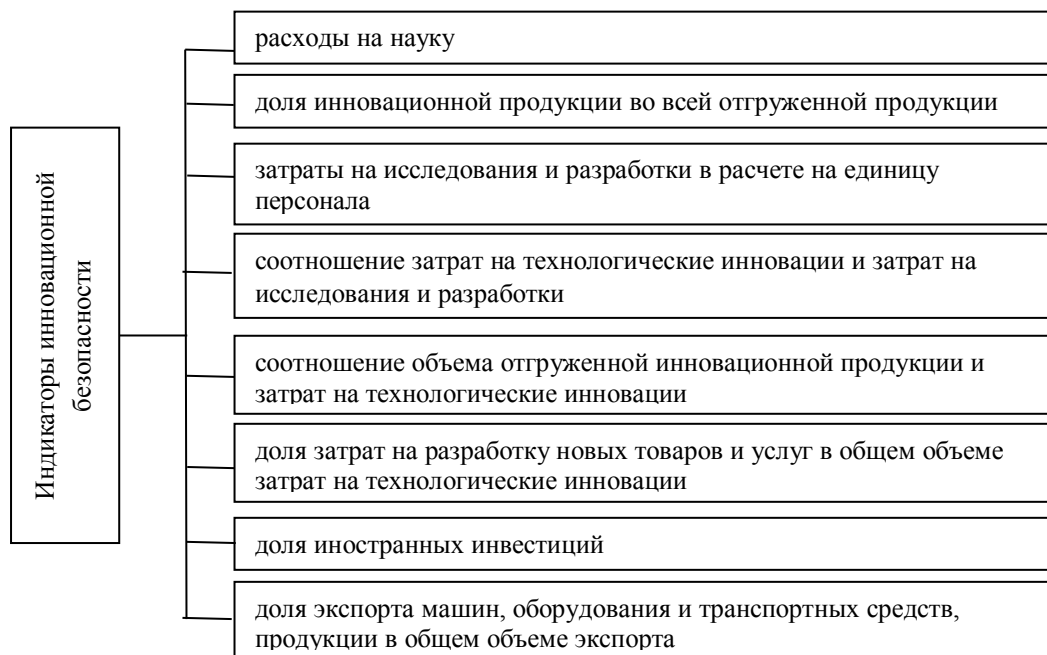 Индикаторы инновационной
безопасности
расходы на науку
доля инновационной продукции во всей отгруженной продукции
затраты на исследования и разработки в расчете на единицу
персонала
соотношение затрат на технологические инновации и затрат на
исследования и разработки
соотношение объема отгруженной инновационной продукции и
затрат на технологические инновации
доля затрат на разработку новых товаров и услуг в общем объеме
затрат на технологические инновации
доля иностранных инвестиций
доля экспорта машин, оборудования и транспортных средств,
продукции в общем объеме экспорта